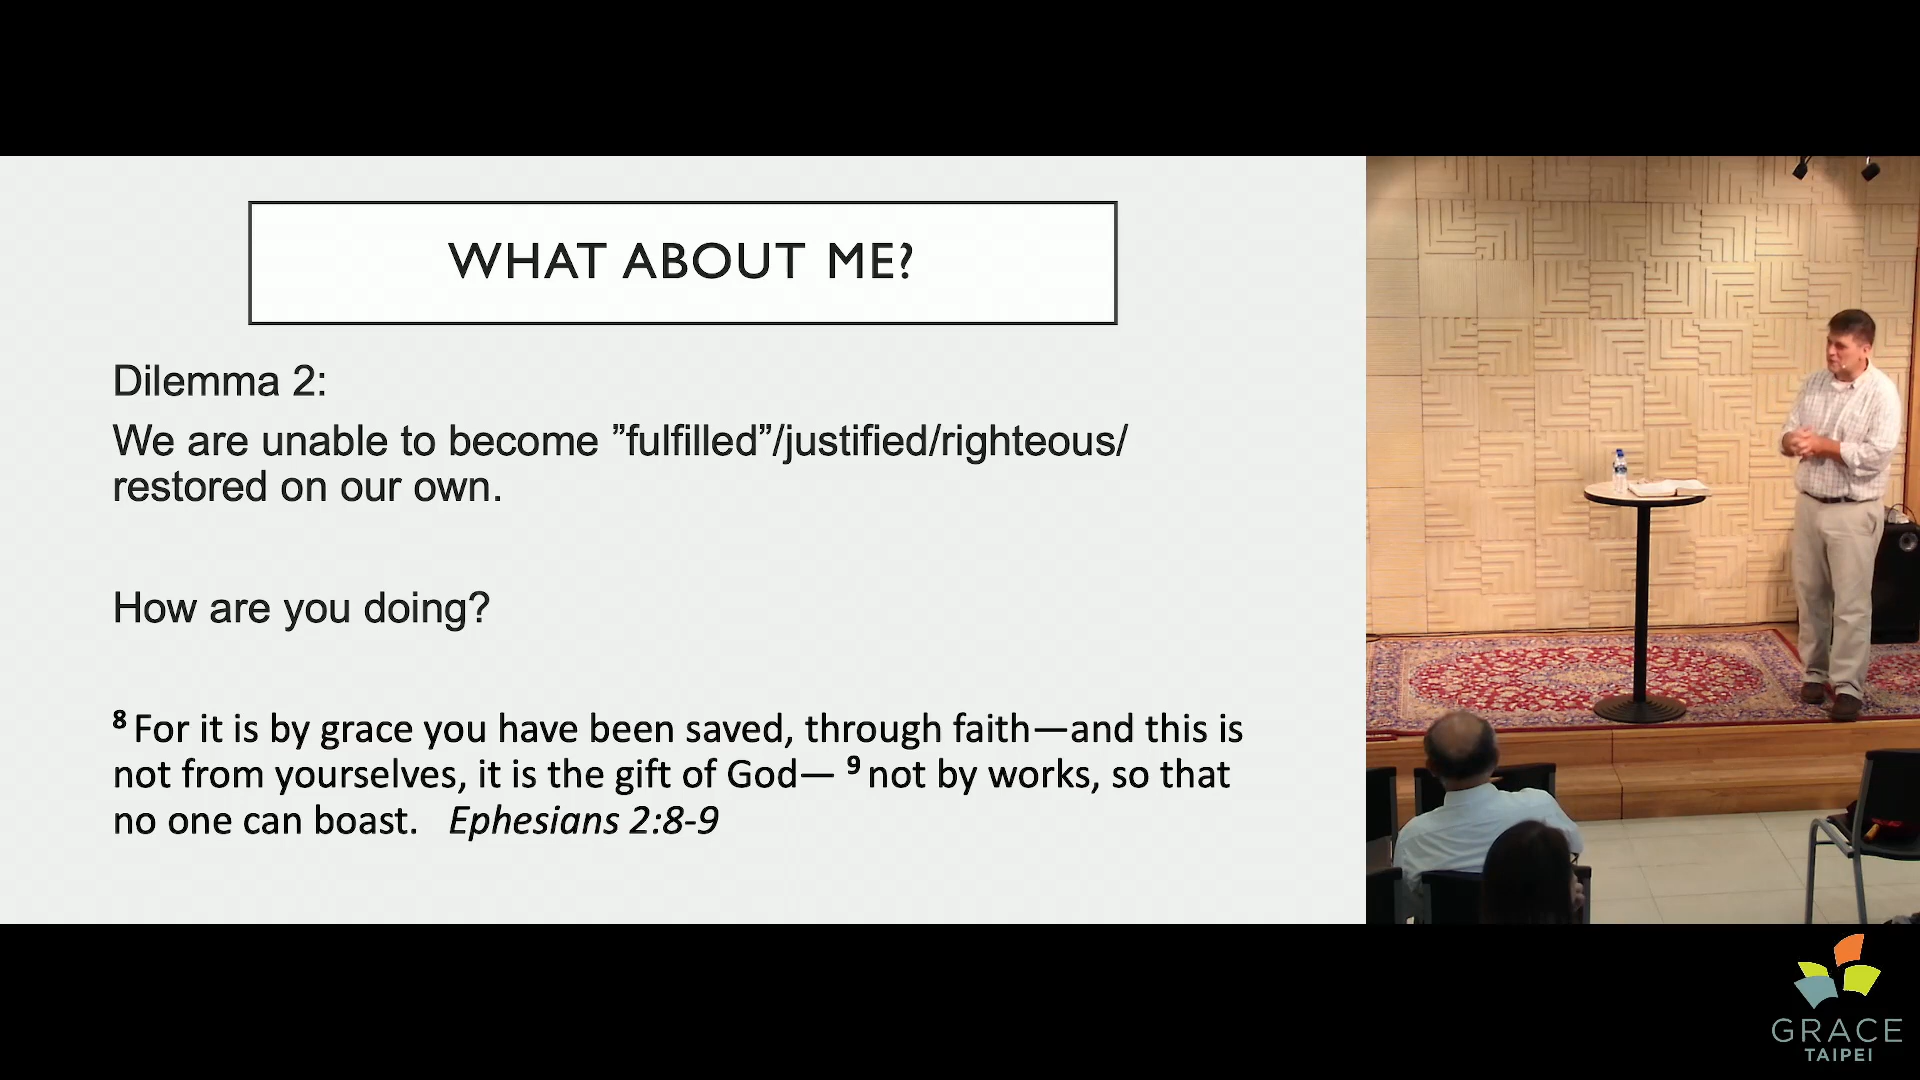 WHAT ABOUT ME?
Dilemma 2:
We are unable to become ”fulfilled”/justified/righteous/
restored on our own.
How are you doing?
8 For it is by grace you have been saved, through faith—and this is
not from yourselves, it is the gift of God— 9 not by works, so that
no one can boast. Ephesians 2:8-9
GRACE
TAIPEI